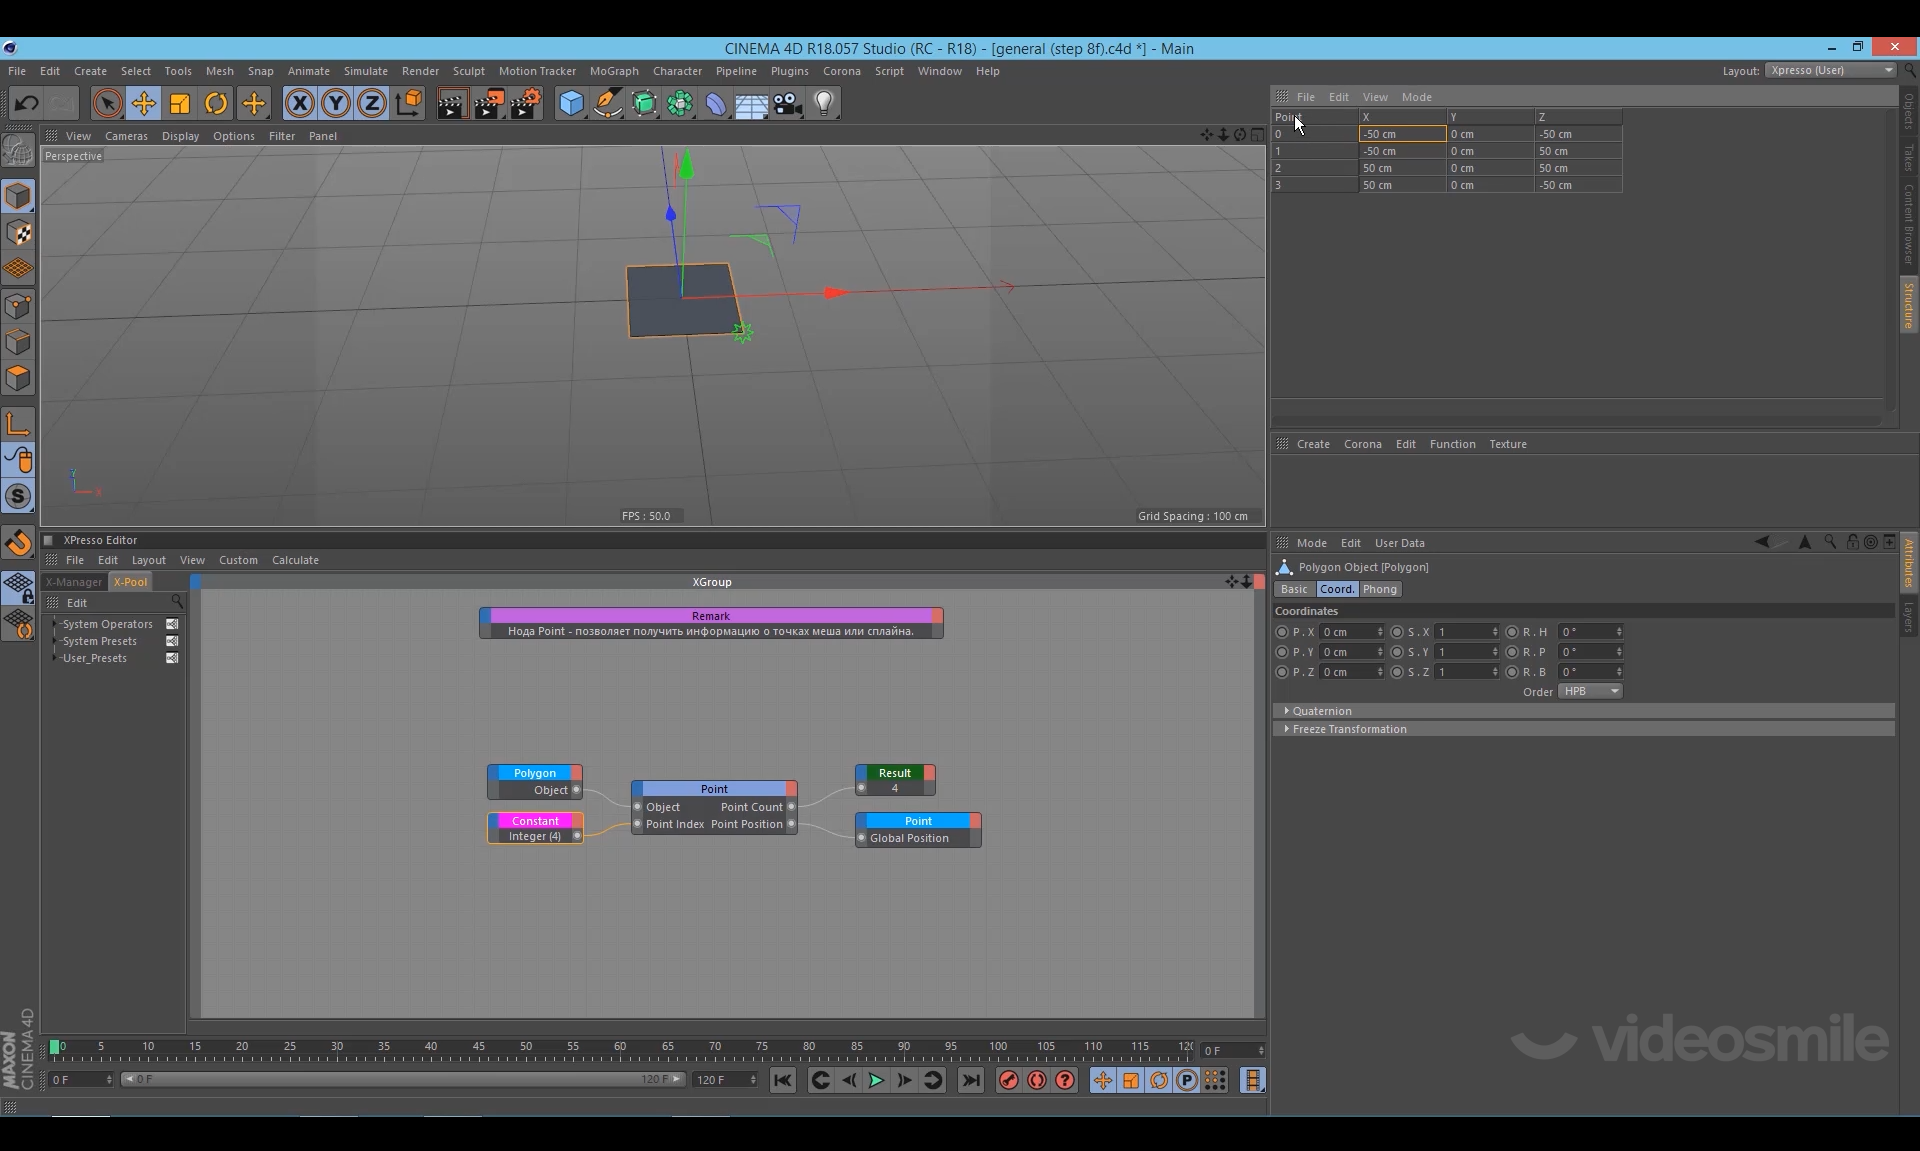 CINEMA 4D R18.057 Studio (RC - R18) - [general (step 8f).c4d *] - Main
File Edit Create Select Tools Mesh Snap Animate Simulate Render Sculpt Motion Tracker MoGraph Character Pipeline Plugins Corona Script Window Help
Layout: Xpresso (User)
View Cameras Display Options Filter Panel
Perspective
FPS : 50.0
Grid Spacing : 100 cm
File Edit View Mode
Point X Y Z
0 -50 cm 0 cm -50 cm
1 -50 cm 0 cm 50 cm
2 50 cm 0 cm 50 cm
3 50 cm 0 cm -50 cm
Objects
Takes
Content Browser
Structure
Create Corona Edit Function Texture
XPresso Editor
File Edit Layout View Custom Calculate
X-Manager X-Pool
Edit
System Operators
System Presets
User_Presets
XGroup
Remark
Нода Point - позволяет получить информацию о точках меша или сплайна.
Polygon
Object
Constant
Integer (4)
Point
Object Point Count
Point Index Point Position
Result
4
Point
Global Position
Mode Edit User Data
Polygon Object [Polygon]
Basic Coord. Phong
Coordinates
P . X 0 cm S . X 1 R . H 0 °
P . Y 0 cm S . Y 1 R . P 0 °
P . Z 0 cm S . Z 1 R . B 0 °
Order HPB
Quaternion
Freeze Transformation
Attributes
Layers
0 5 10 15 20 25 30 35 40 45 50 55 60 65 70 75 80 85 90 95 100 105 110 115 120
0 F
0 F 0 F 120 F 120 F
MAXON
CINEMA 4D
videosmile